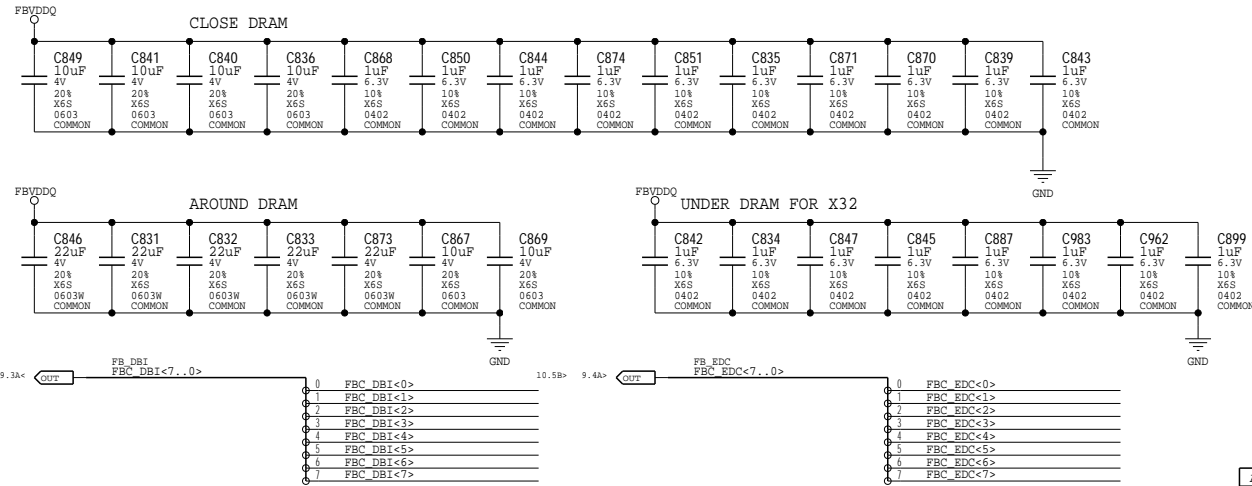 FBVDDQ
CLOSE DRAM
C849 C841 C840 C836 C868 C850 C844 C874 C851 C835 C871 C870 C839 C843
10uF 10uF 10uF 10uF 1uF 1uF 1uF 1uF 1uF 1uF 1uF 1uF 1uF 1uF
4V 4V 4V 4V 6.3V 6.3V 6.3V 6.3V 6.3V 6.3V 6.3V 6.3V 6.3V 6.3V
20% 20% 20% 20% 10% 10% 10% 10% 10% 10% 10% 10% 10% 10%
X6S X6S X6S X6S X6S X6S X6S X6S X6S X6S X6S X6S X6S X6S
0603 0603 0603 0603 0402 0402 0402 0402 0402 0402 0402 0402 0402 0402
COMMON COMMON COMMON COMMON COMMON COMMON COMMON COMMON COMMON COMMON COMMON COMMON COMMON COMMON
GND
FBVDDQ
AROUND DRAM
C846 C831 C832 C833 C873 C867 C869
22uF 22uF 22uF 22uF 22uF 10uF 10uF
4V 4V 4V 4V 4V 4V 4V
20% 20% 20% 20% 20% 20% 20%
X6S X6S X6S X6S X6S X6S X6S
0603W 0603W 0603W 0603W 0603W 0603 0603
COMMON COMMON COMMON COMMON COMMON COMMON COMMON
GND
FBVDDQ
UNDER DRAM FOR X32
C842 C834 C847 C845 C887 C983 C962 C899
1uF 1uF 1uF 1uF 1uF 1uF 1uF 1uF
6.3V 6.3V 6.3V 6.3V 6.3V 6.3V 6.3V 6.3V
10% 10% 10% 10% 10% 10% 10% 10%
X6S X6S X6S X6S X6S X6S X6S X6S
0402 0402 0402 0402 0402 0402 0402 0402
COMMON COMMON COMMON COMMON COMMON COMMON COMMON COMMON
GND
9.3A< OUT
FB_DBI
FBC_DBI<7..0>
0 FBC_DBI<0>
1 FBC_DBI<1>
2 FBC_DBI<2>
3 FBC_DBI<3>
4 FBC_DBI<4>
5 FBC_DBI<5>
6 FBC_DBI<6>
7 FBC_DBI<7>
10.5B> 9.4A> OUT
FB_EDC
FBC_EDC<7..0>
0 FBC_EDC<0>
1 FBC_EDC<1>
2 FBC_EDC<2>
3 FBC_EDC<3>
4 FBC_EDC<4>
5 FBC_EDC<5>
6 FBC_EDC<6>
7 FBC_EDC<7>